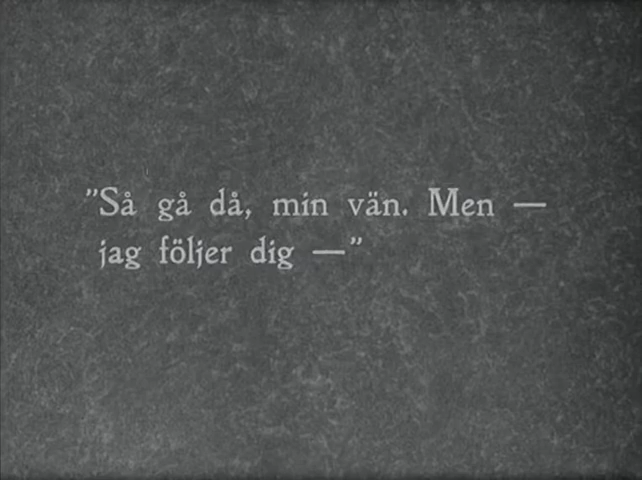 ”Så gå då, min vän. Men —
jag följer dig —”